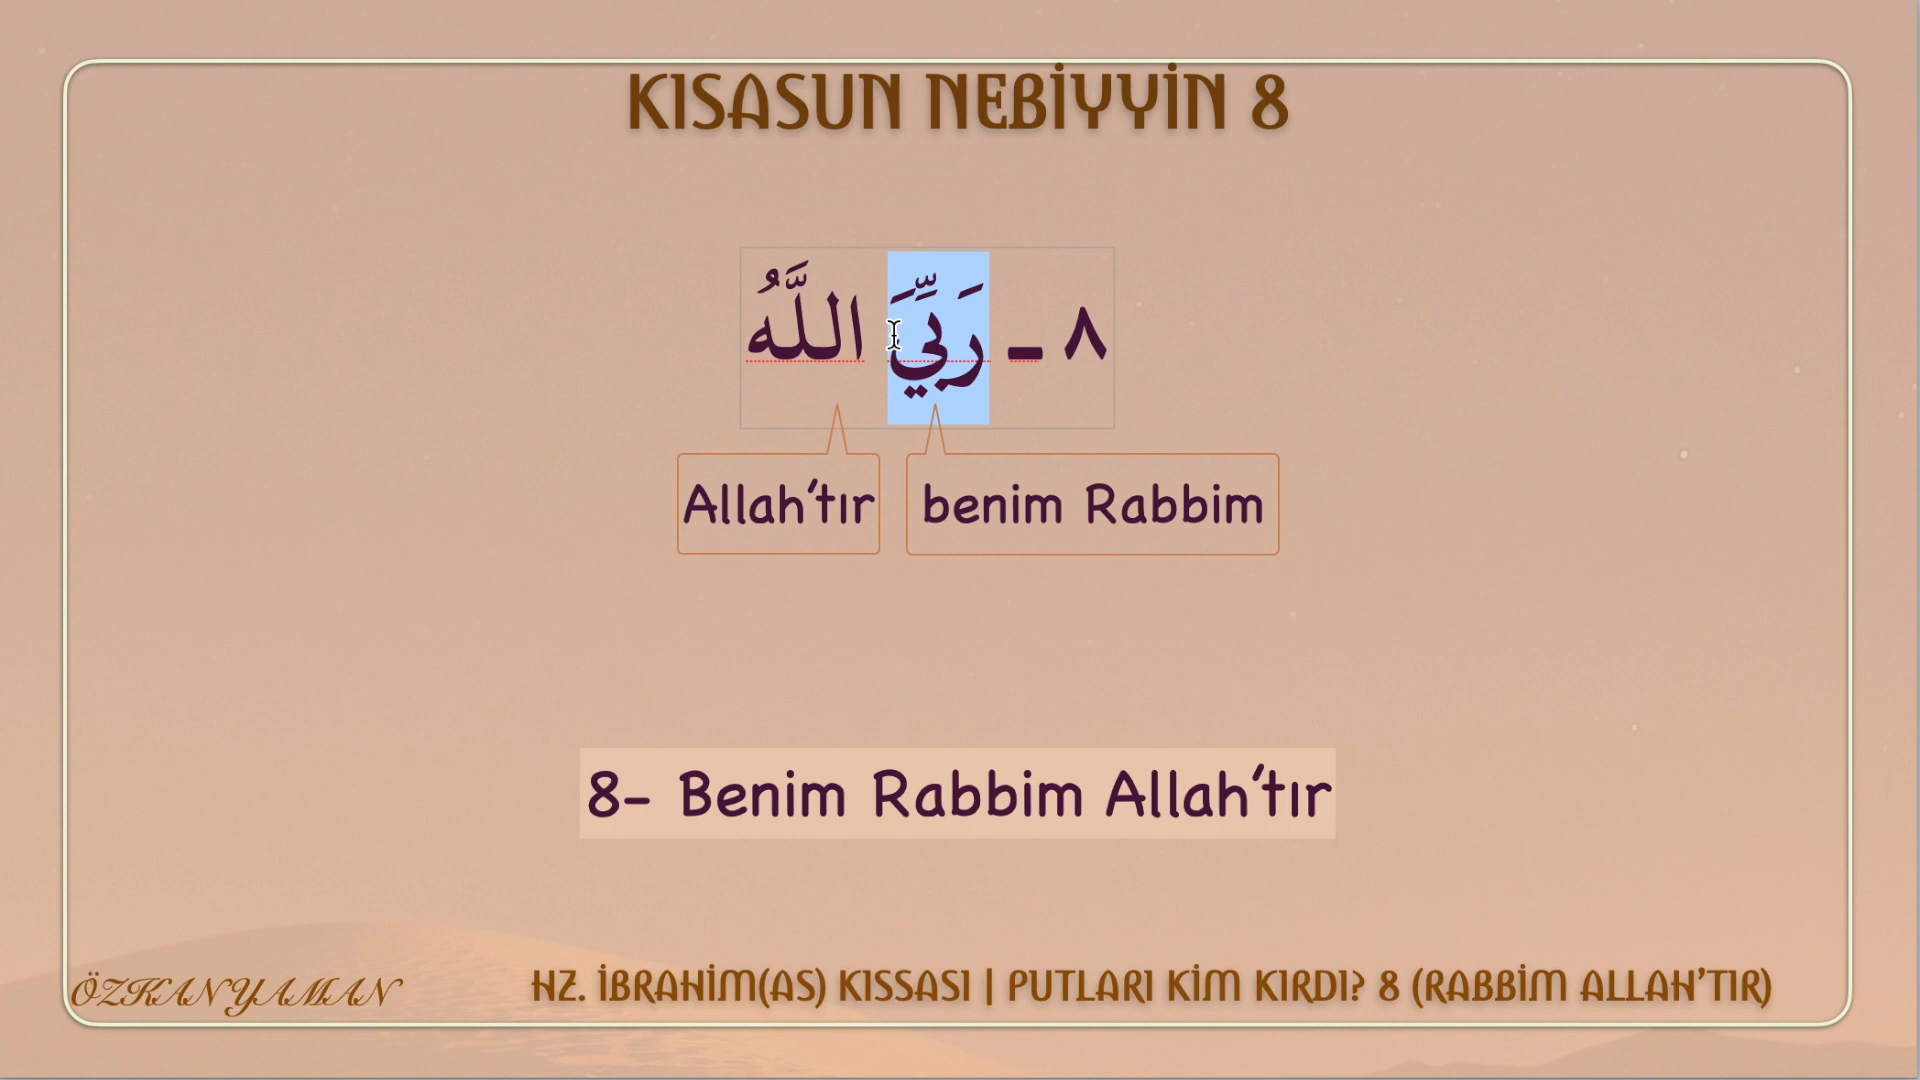 KISASUN NEBİYYİN 8
٨ ـ رَبِّيَ اللَّهُ
Allah’tır
benim Rabbim
8- Benim Rabbim Allah’tır
ÖZKANYAMAN
HZ. İBRAHİM(AS) KISSASI | PUTLARI KİM KIRDI? 8 (RABBİM ALLAH’TIR)